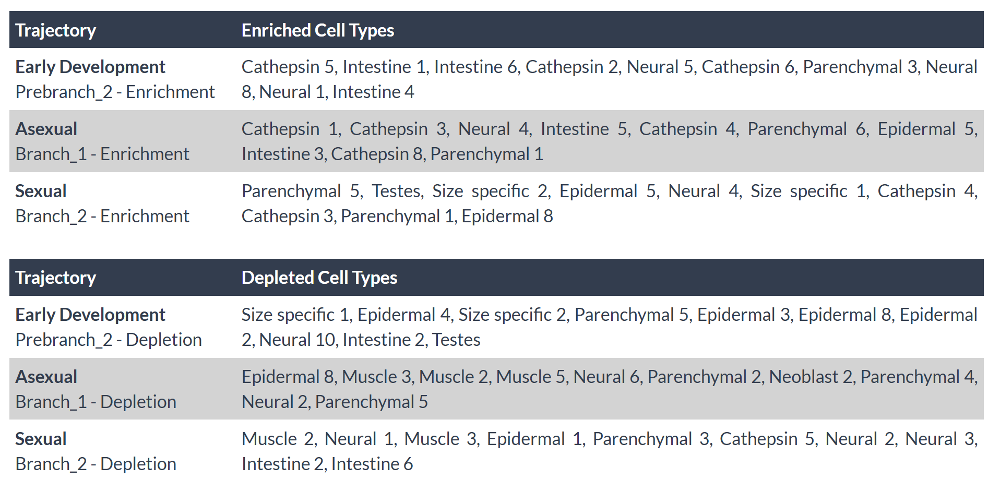 Trajectory Enriched Cell Types
Early Development Cathepsin 5, Intestine 1, Intestine 6, Cathepsin 2, Neural 5, Cathepsin 6, Parenchymal 3, Neural
Prebranch_2 - Enrichment 8, Neural 1, Intestine 4
Asexual Cathepsin 1, Cathepsin 3, Neural 4, Intestine 5, Cathepsin 4, Parenchymal 6, Epidermal 5,
Branch_1 - Enrichment Intestine 3, Cathepsin 8, Parenchymal 1
Sexual Parenchymal 5, Testes, Size specific 2, Epidermal 5, Neural 4, Size specific 1, Cathepsin 4,
Branch_2 - Enrichment Cathepsin 3, Parenchymal 1, Epidermal 8
Trajectory Depleted Cell Types
Early Development Size specific 1, Epidermal 4, Size specific 2, Parenchymal 5, Epidermal 3, Epidermal 8, Epidermal
Prebranch_2 - Depletion 2, Neural 10, Intestine 2, Testes
Asexual Epidermal 8, Muscle 3, Muscle 2, Muscle 5, Neural 6, Parenchymal 2, Neoblast 2, Parenchymal 4,
Branch_1 - Depletion Neural 2, Parenchymal 5
Sexual Muscle 2, Neural 1, Muscle 3, Epidermal 1, Parenchymal 3, Cathepsin 5, Neural 2, Neural 3,
Branch_2 - Depletion Intestine 2, Intestine 6